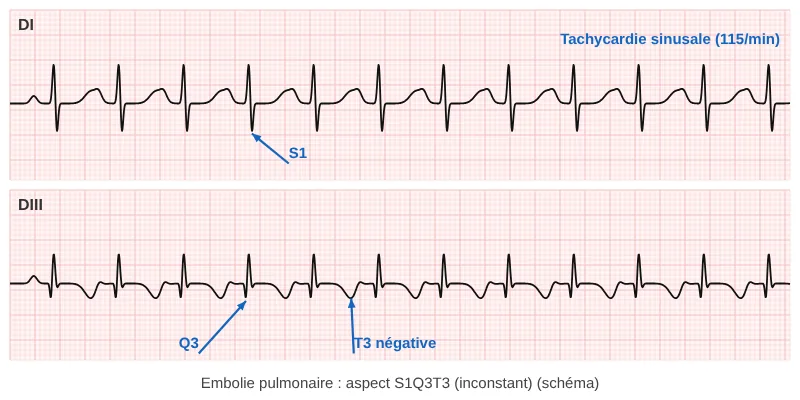 DI
Tachycardie sinusale (115/min)
S1
DIII
Q3
T3 négative
Embolie pulmonaire : aspect S1Q3T3 (inconstant) (schéma)